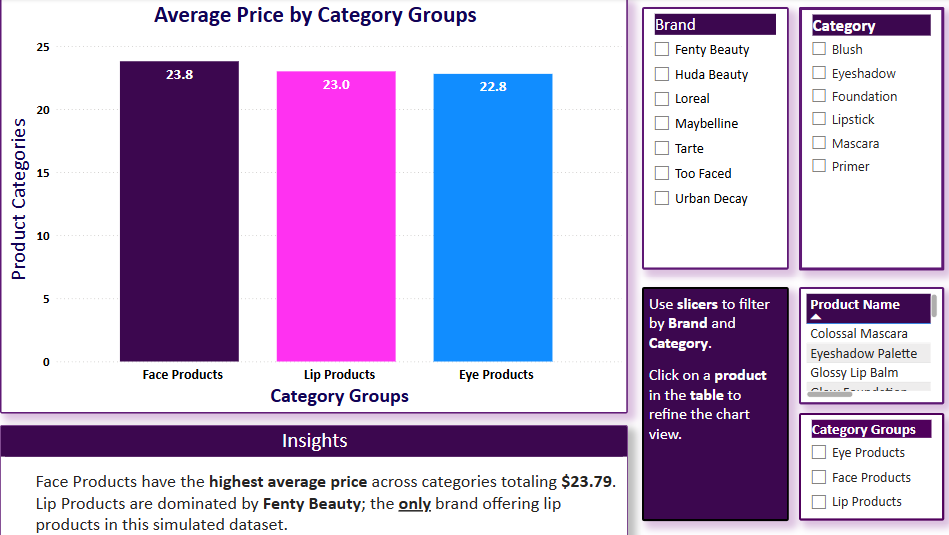 Average Price by Category Groups
25
20
15
10
5
0
Product Categories
23.8
23.0
22.8
Face Products
Lip Products
Eye Products
Category Groups
Insights
Face Products have the highest average price across categories totaling $23.79.
Lip Products are dominated by Fenty Beauty; the only brand offering lip
products in this simulated dataset.
Brand
Fenty Beauty
Huda Beauty
Loreal
Maybelline
Tarte
Too Faced
Urban Decay
Category
Blush
Eyeshadow
Foundation
Lipstick
Mascara
Primer
Use slicers to filter
by Brand and
Category.
Click on a product
in the table to
refine the chart
view.
Product Name
Colossal Mascara
Eyeshadow Palette
Glossy Lip Balm
Category Groups
Eye Products
Face Products
Lip Products